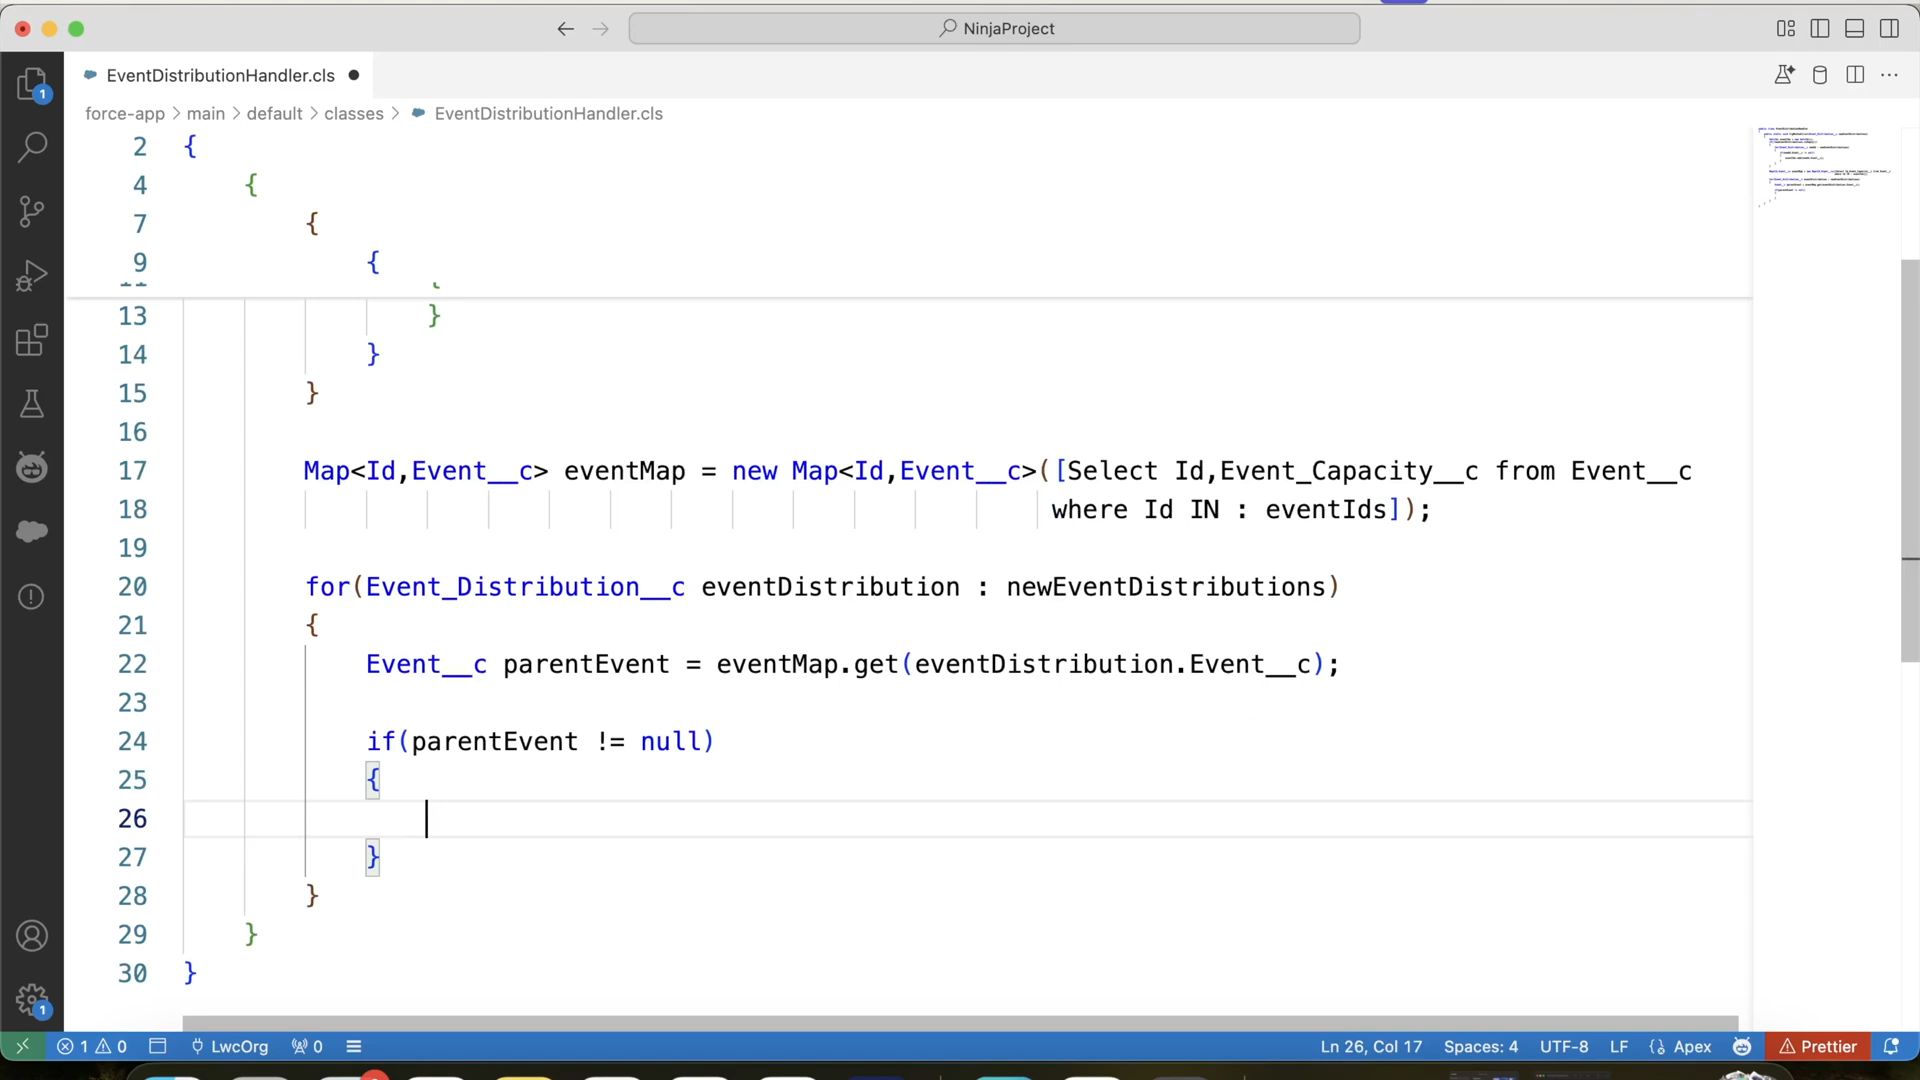 NinjaProject
EventDistributionHandler.cls
force-app > main > default > classes > EventDistributionHandler.cls
2 {
4 {
7 {
9 {
13 }
14 }
15 }
16
17 Map<Id,Event__c> eventMap = new Map<Id,Event__c>([Select Id,Event_Capacity__c from Event__c
18 where Id IN : eventIds]);
19
20 for(Event_Distribution__c eventDistribution : newEventDistributions)
21 {
22 Event__c parentEvent = eventMap.get(eventDistribution.Event__c);
23
24 if(parentEvent != null)
25 {
26
27 }
28 }
29 }
30 }
1
1
1 0 LwcOrg 0 Ln 26, Col 17 Spaces: 4 UTF-8 LF {} Apex Prettier